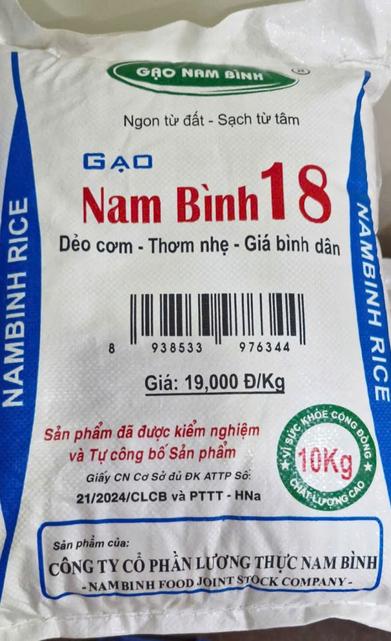 GẠO NAM BÌNH ®
Ngon từ đất - Sạch từ tâm
GẠO
Nam Bình 18
Dẻo cơm - Thơm nhẹ - Giá bình dân
NAMBINH RICE
NAMBINH RICE
8 938533 976344
Giá: 19,000 Đ/Kg
Sản phẩm đã được kiểm nghiệm
và Tự công bố Sản phẩm
Giấy CN Cơ Sở đủ ĐK ATTP Số:
21/2024/CLCB và PTTT - HNa
VÌ SỨC KHỎE CỘNG ĐỒNG
10Kg
CHẤT LƯỢNG CAO
Sản phẩm của:
CÔNG TY CỔ PHẦN LƯƠNG THỰC NAM BÌNH
- NAMBINH FOOD JOINT STOCK COMPANY -